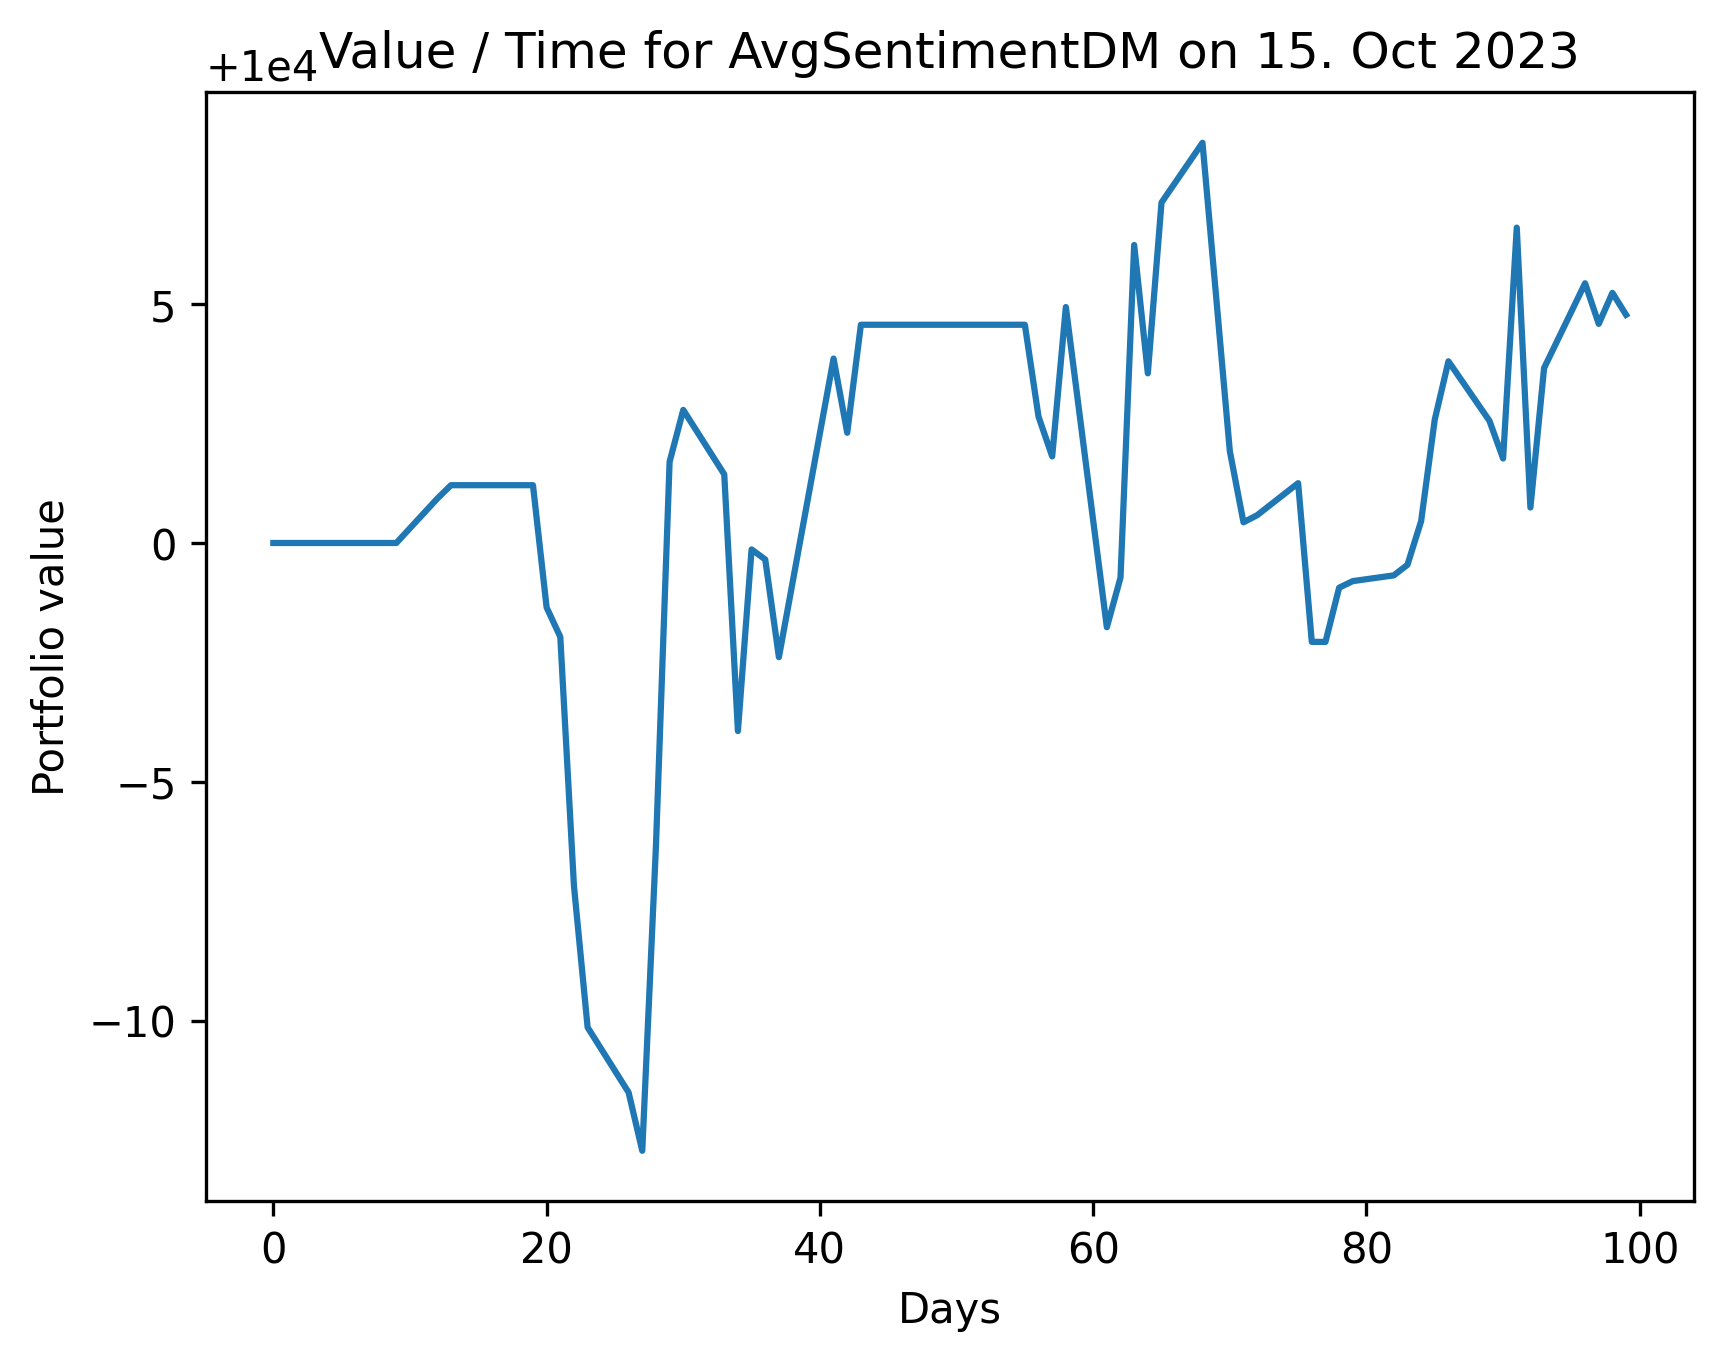 Value / Time for AvgSentimentDM on 15. Oct 2023
+1e4
5
0
−5
−10
Portfolio value
0 20 40 60 80 100
Days